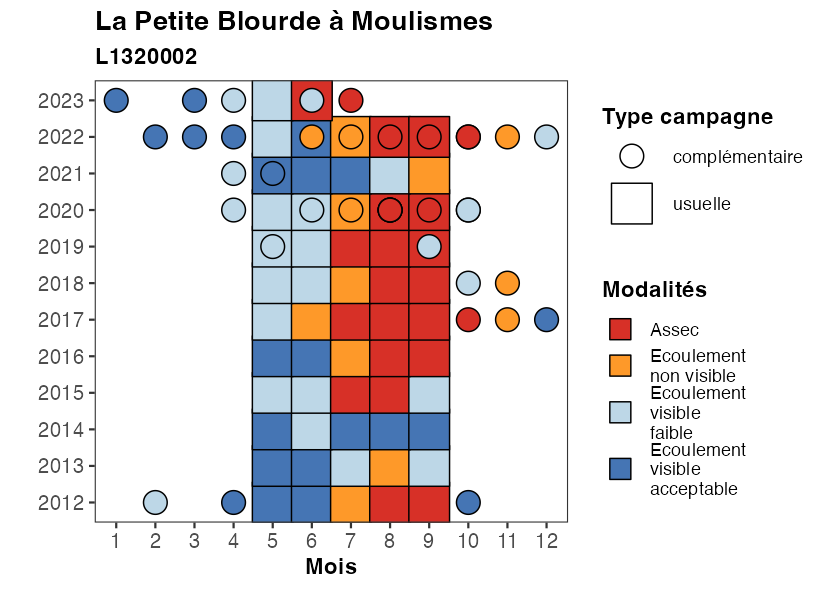 La Petite Blourde à Moulismes
L1320002
2023
2022
2021
2020
2019
2018
2017
2016
2015
2014
2013
2012
1 2 3 4 5 6 7 8 9 10 11 12
Mois
Type campagne
complémentaire
usuelle
Modalités
Assec
Ecoulement
non visible
Ecoulement
visible
faible
Ecoulement
visible
acceptable